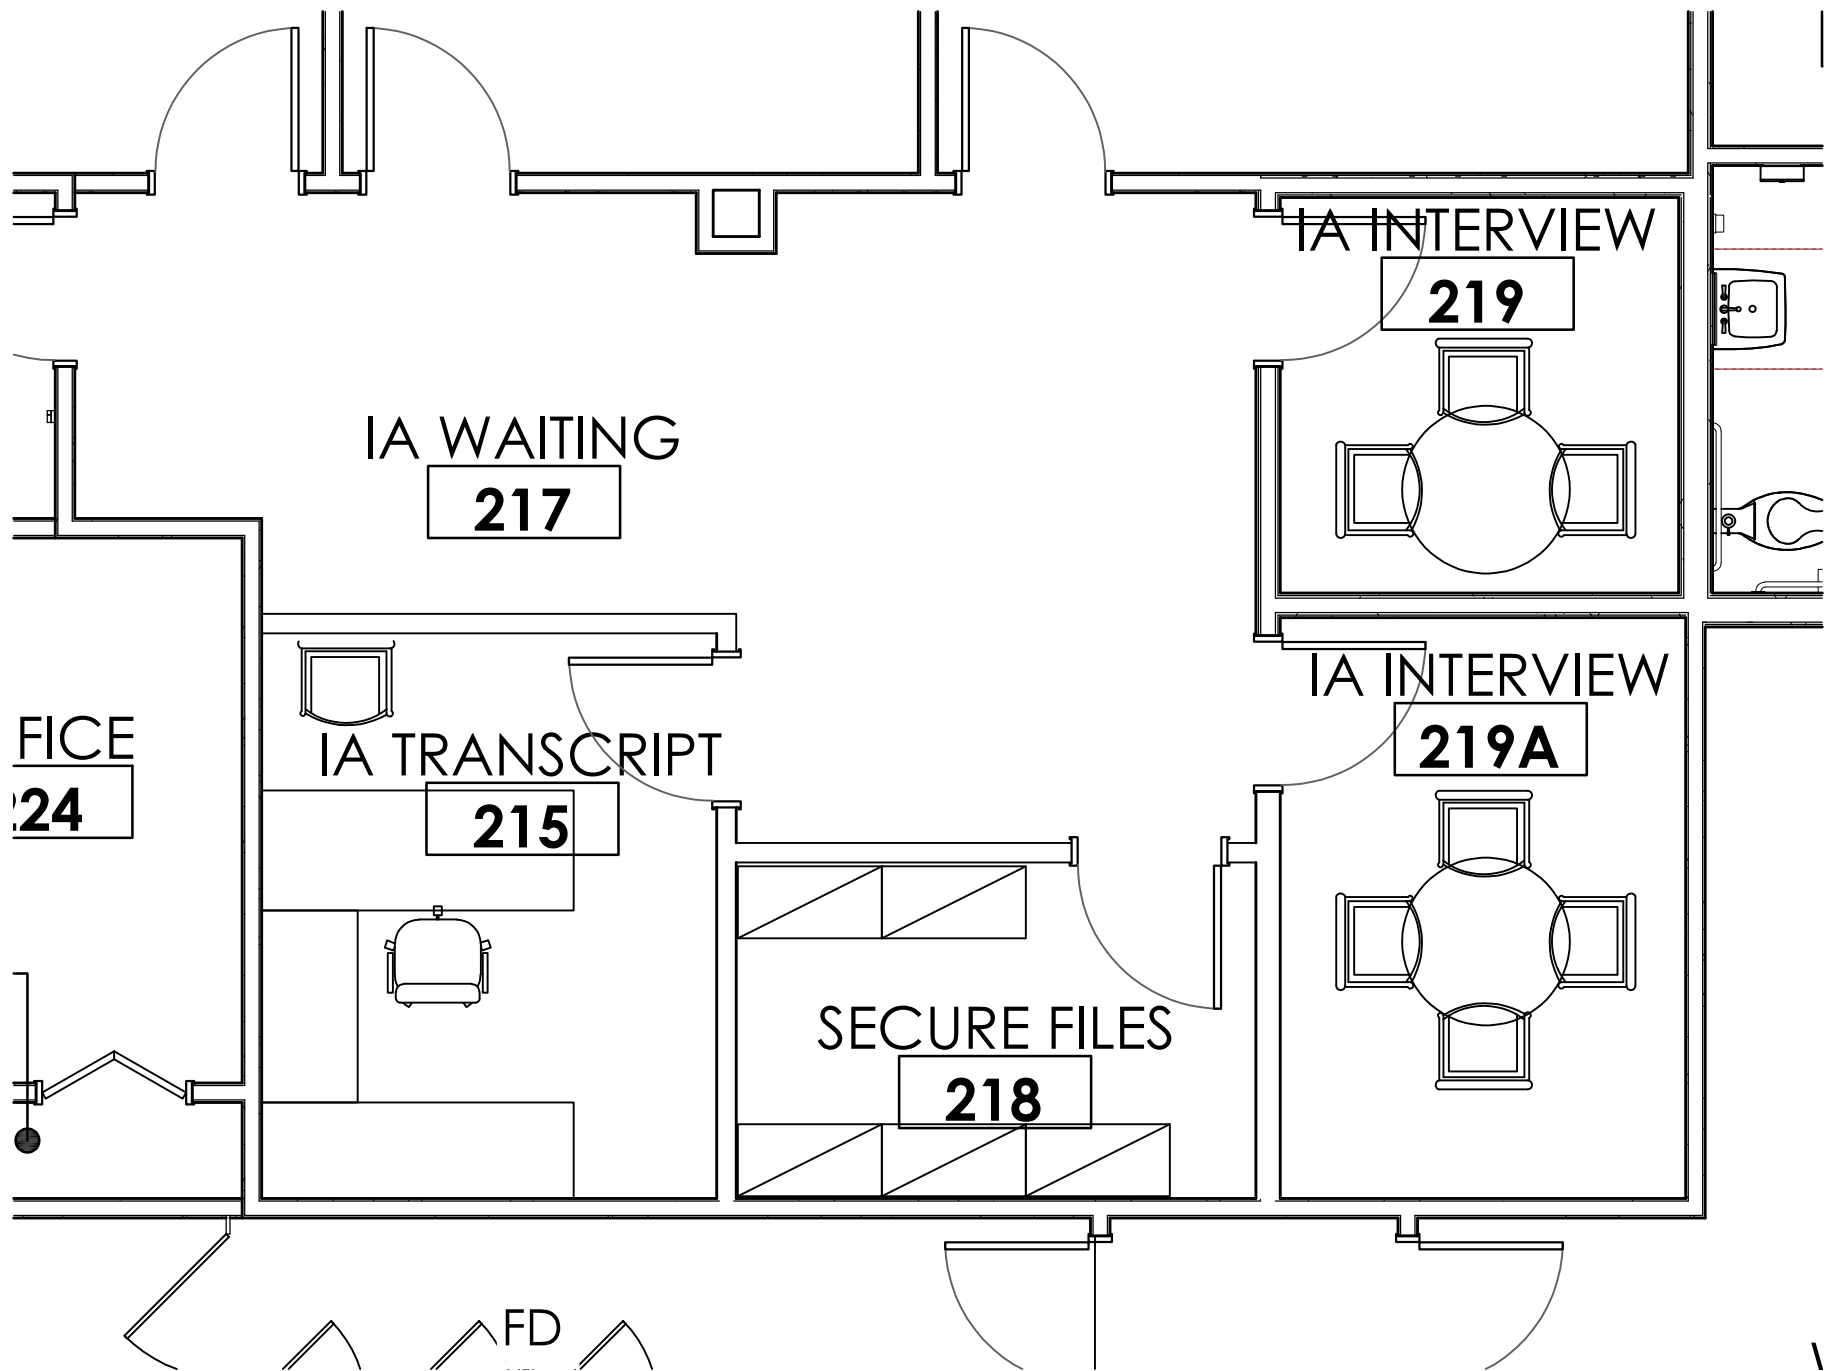 IA INTERVIEW
219
IA WAITING
217
IA INTERVIEW
219A
FICE
24
IA TRANSCRIPT
215
SECURE FILES
218
FD